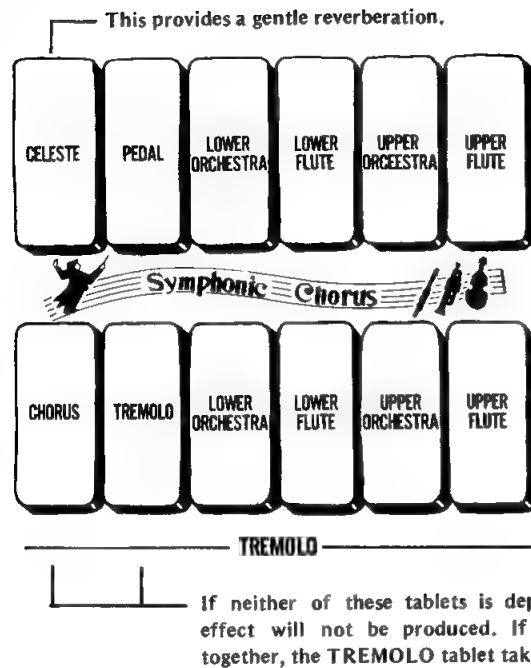 This provides a gentle reverberation.
CELESTE
PEDAL
LOWER
ORCHESTRA
LOWER
FLUTE
UPPER
ORCEESTRA
UPPER
FLUTE
Symphonic Chorus
CHORUS
TREMOLO
LOWER
ORCHESTRA
LOWER
FLUTE
UPPER
ORCHESTRA
UPPER
FLUTE
TREMOLO
If neither of these tablets is dep
effect will not be produced. If
together, the TREMOLO tablet tak